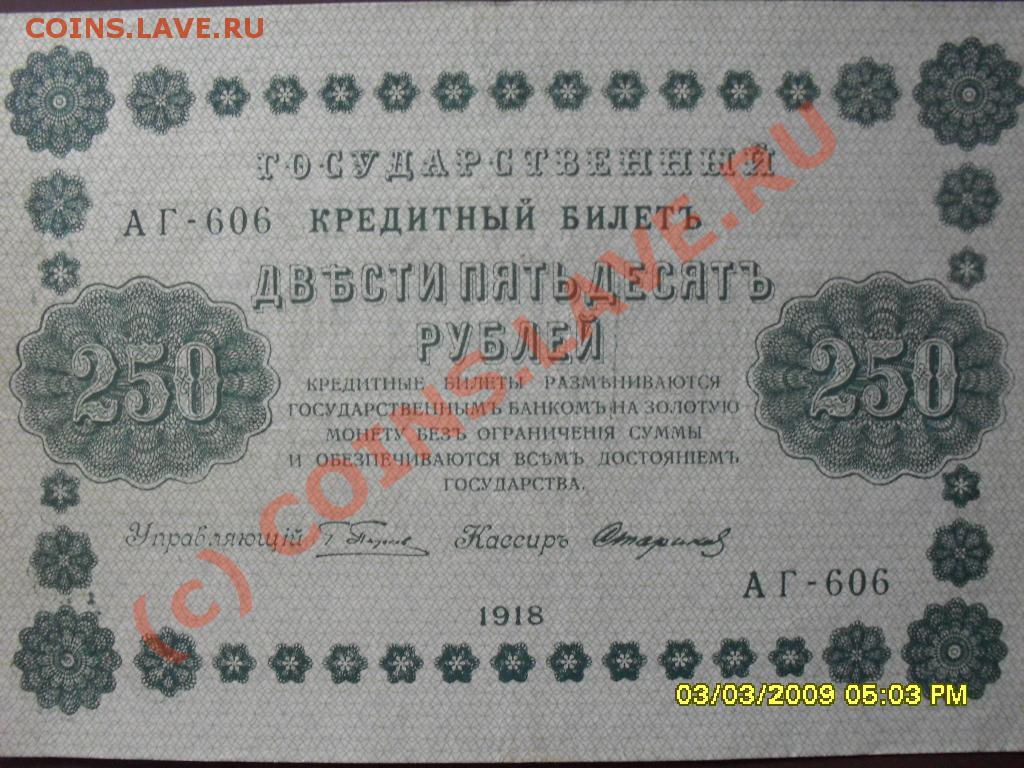 COINS.LAVE.RU
ГОСУДАРСТВЕННЫЙ
АГ-606 КРЕДИТНЫЙ БИЛЕТЪ
ДВѢСТИ ПЯТЬДЕСЯТЪ
РУБЛЕЙ
250 250
КРЕДИТНЫЕ БИЛЕТЫ РАЗМѢНИВАЮТСЯ
ГОСУДАРСТВЕННЫМЪ БАНКОМЪ НА ЗОЛОТУЮ
МОНЕТУ БЕЗЪ ОГРАНИЧЕНІЯ СУММЫ
И ОБЕЗПЕЧИВАЮТСЯ ВСѢМЪ ДОСТОЯНІЕМЪ
ГОСУДАРСТВА.
Управляющій Кассиръ Стариков
АГ-606
1918
(c) COINS.LAVE.RU
03/03/2009 05:03 PM